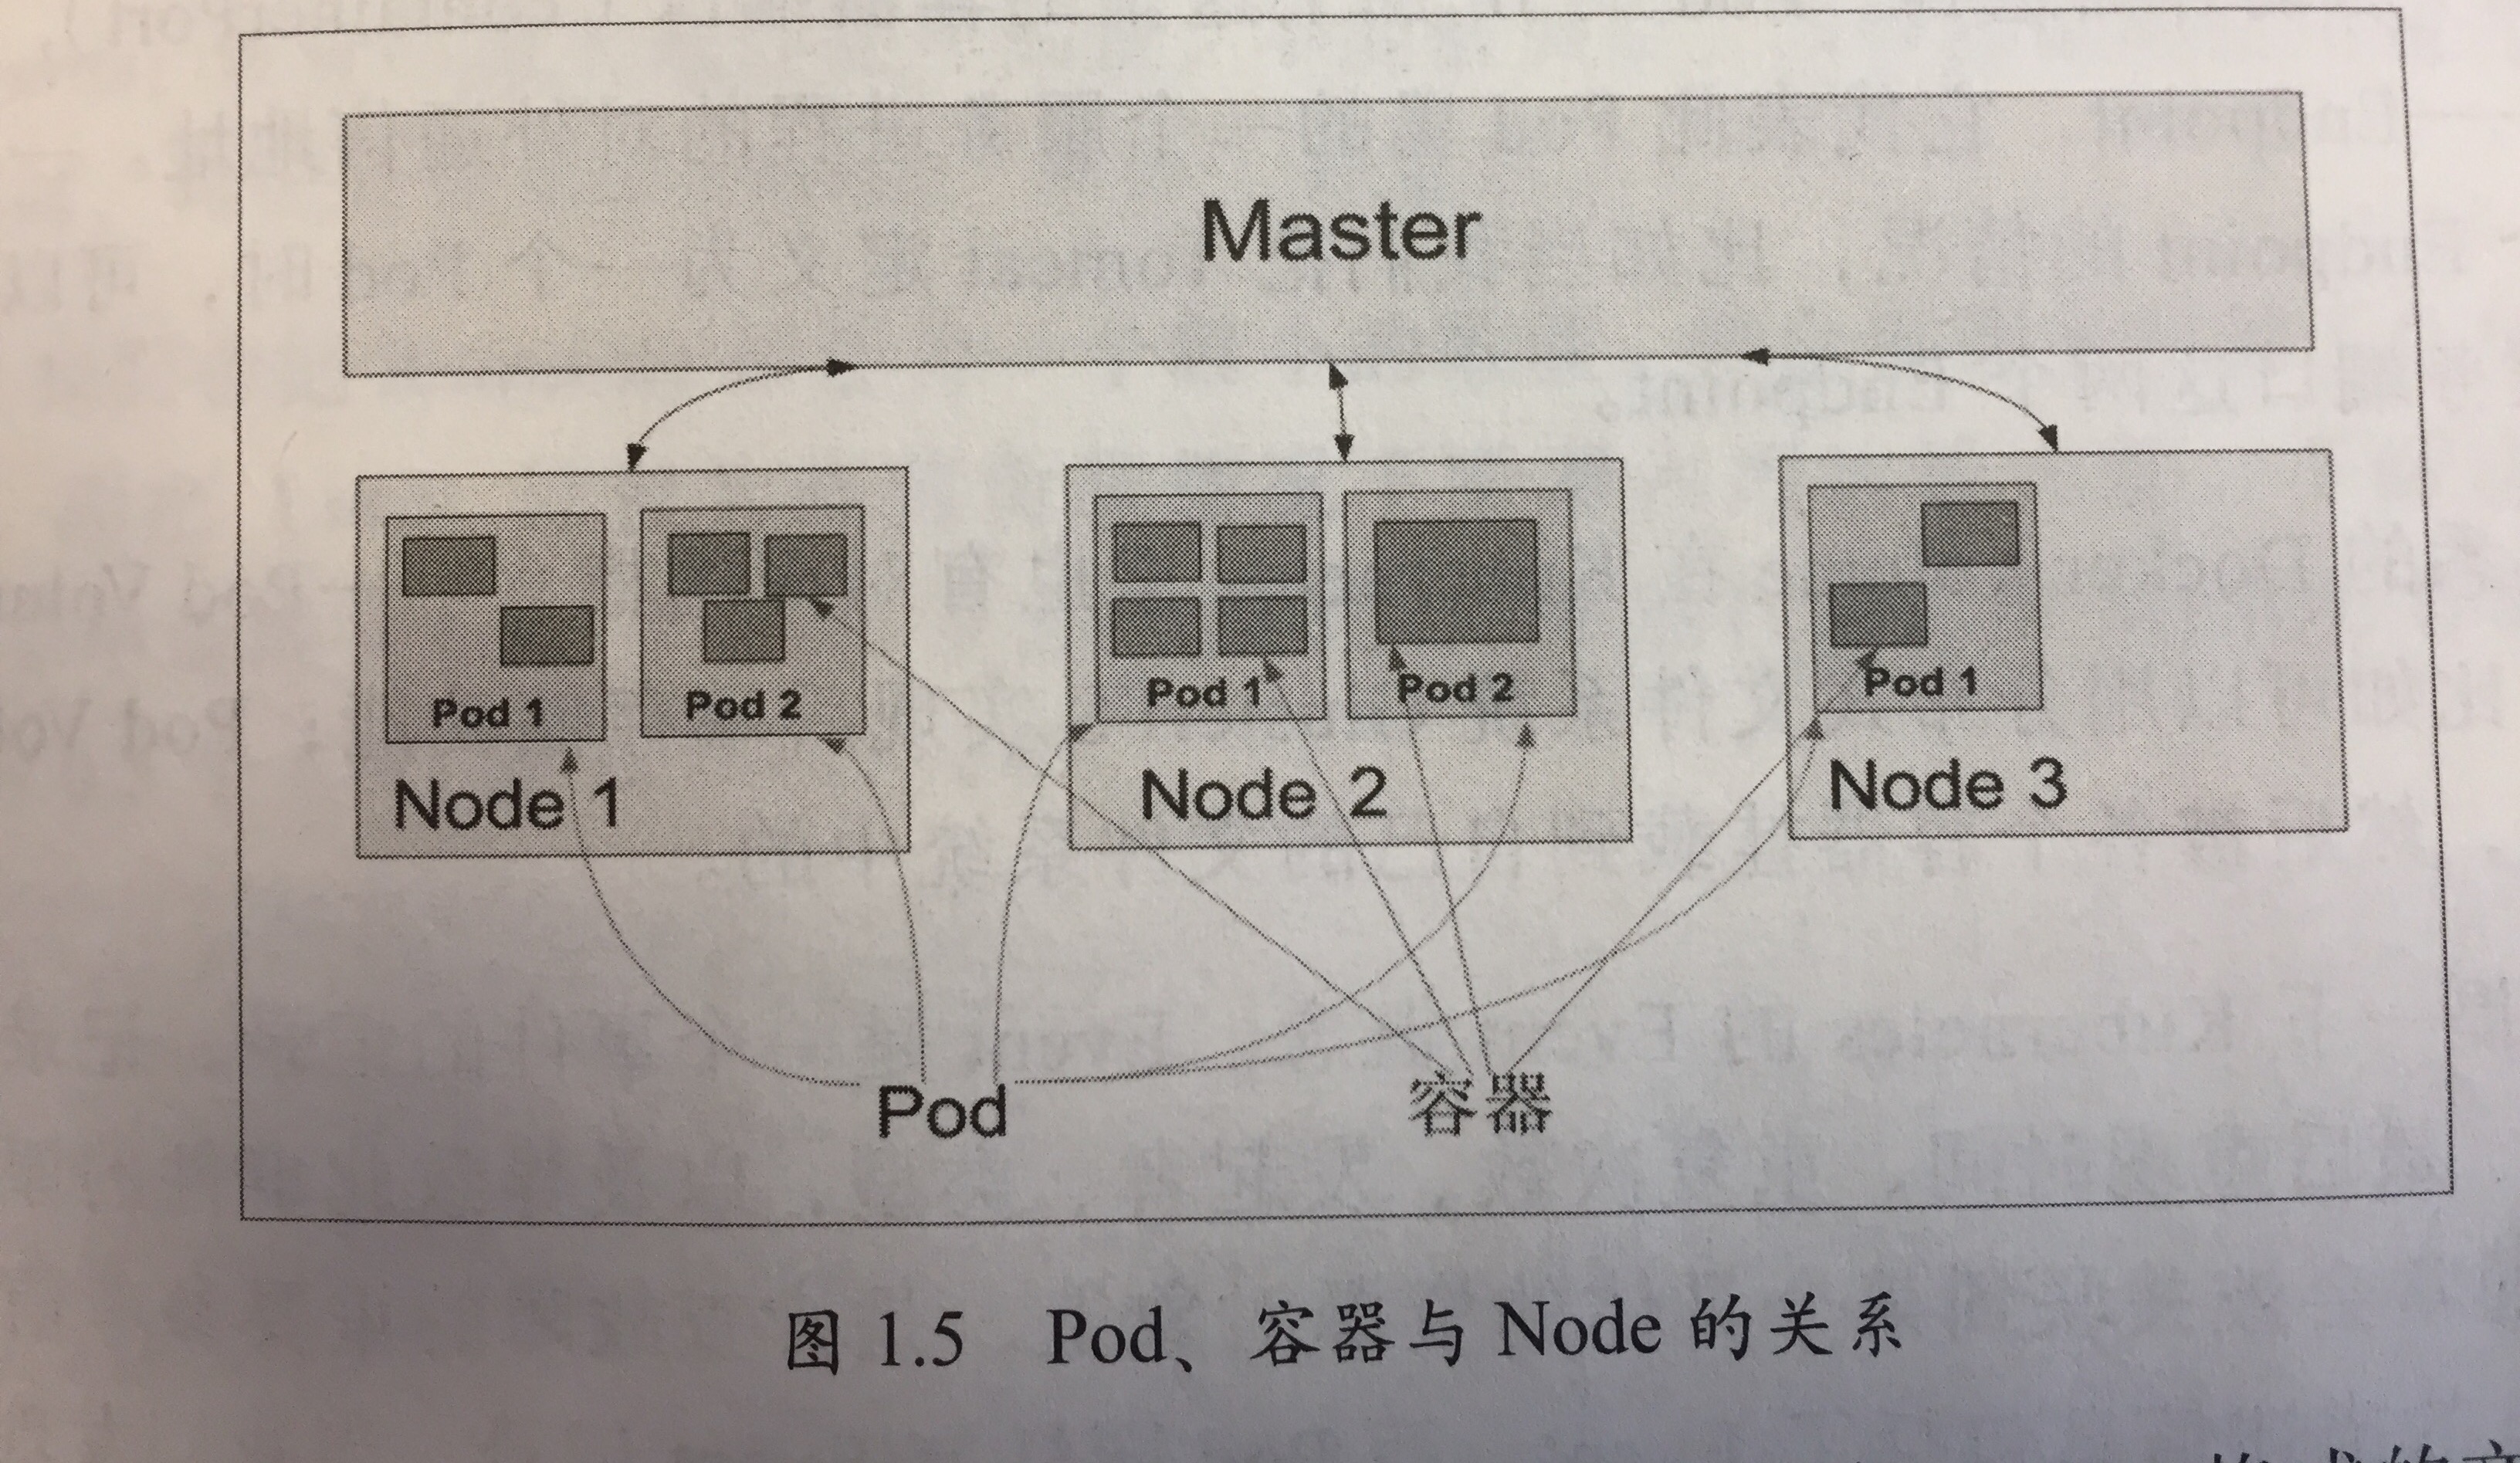 Master
Pod 1
Pod 2
Node 1
Pod 1
Pod 2
Node 2
Pod 1
Node 3
Pod
容器
图 1.5 Pod、容器与 Node 的关系